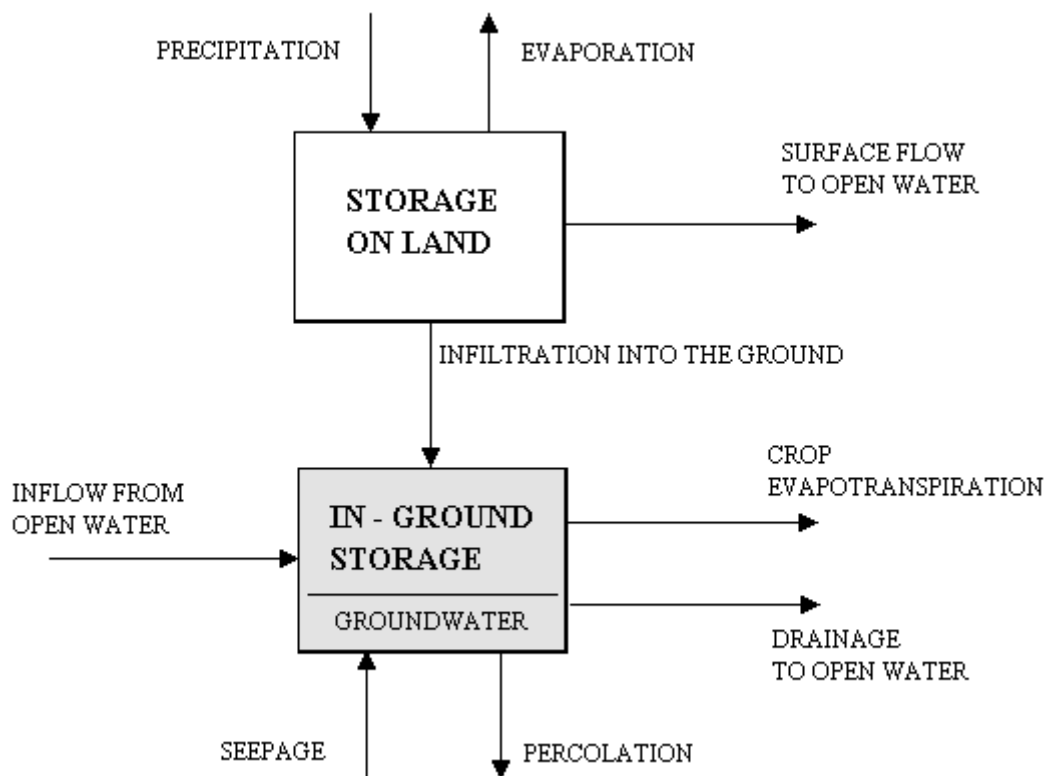 PRECIPITATION
EVAPORATION
SURFACE FLOW
TO OPEN WATER
STORAGE
ON LAND
INFILTRATION INTO THE GROUND
CROP
EVAPOTRANSPIRATION
INFLOW FROM
OPEN WATER
IN - GROUND
STORAGE
GROUNDWATER
DRAINAGE
TO OPEN WATER
SEEPAGE
PERCOLATION